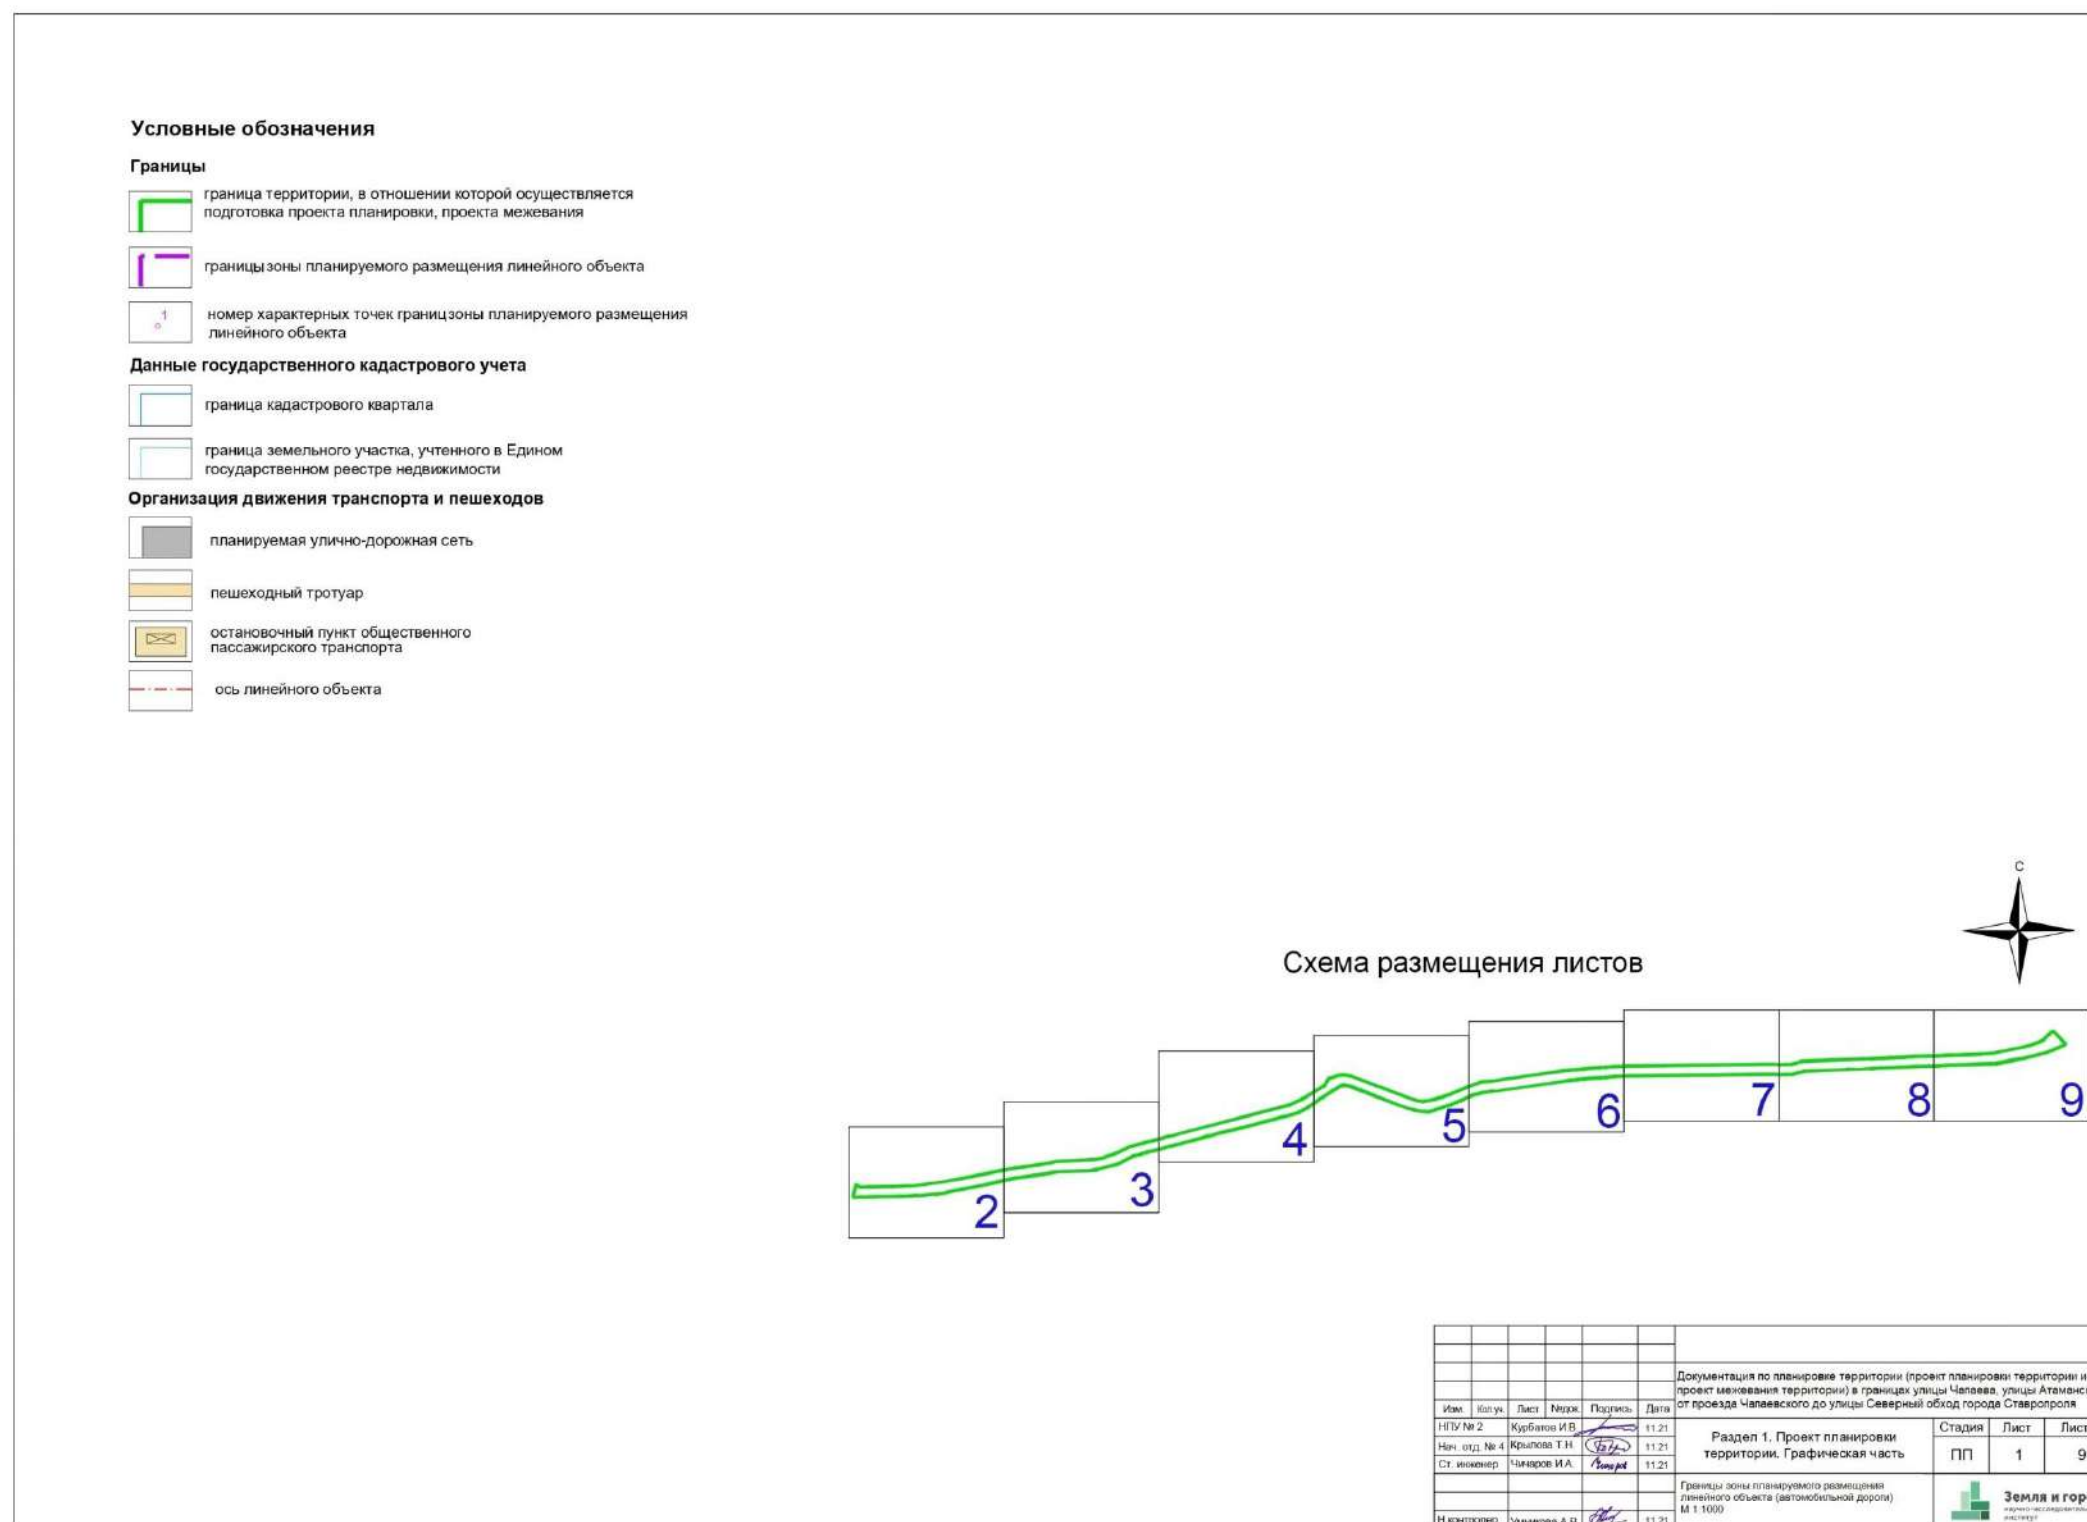 Условные обозначения
Границы
граница территории, в отношении которой осуществляется
подготовка проекта планировки, проекта межевания
границы зоны планируемого размещения линейного объекта
1
номер характерных точек границ зоны планируемого размещения
линейного объекта
Данные государственного кадастрового учета
граница кадастрового квартала
граница земельного участка, учтенного в Едином
государственном реестре недвижимости
Организация движения транспорта и пешеходов
планируемая улично-дорожная сеть
пешеходный тротуар
остановочный пункт общественного
пассажирского транспорта
ось линейного объекта
С
Схема размещения листов
2
3
4
5
6
7
8
9
Документация по планировке территории (проект планировки территории и
проект межевания территории) в границах улицы Чапаева, улицы Атаманс
от проезда Чапаевского до улицы Северный обход города Ставрополя
Изм. Кол.уч. Лист №док. Подпись Дата
НПУ № 2 Курбатов И.В. 11.21
Нач. отд. № 4 Крылова Т.Н. 11.21
Ст. инженер Чичаров И.А. 11.21
Раздел 1. Проект планировки
территории. Графическая часть
Стадия Лист Лист
ПП 1 9
Границы зоны планируемого размещения
линейного объекта (автомобильной дороги)
М 1:1000
Земля и гор
институт
Н.контролер 11.21